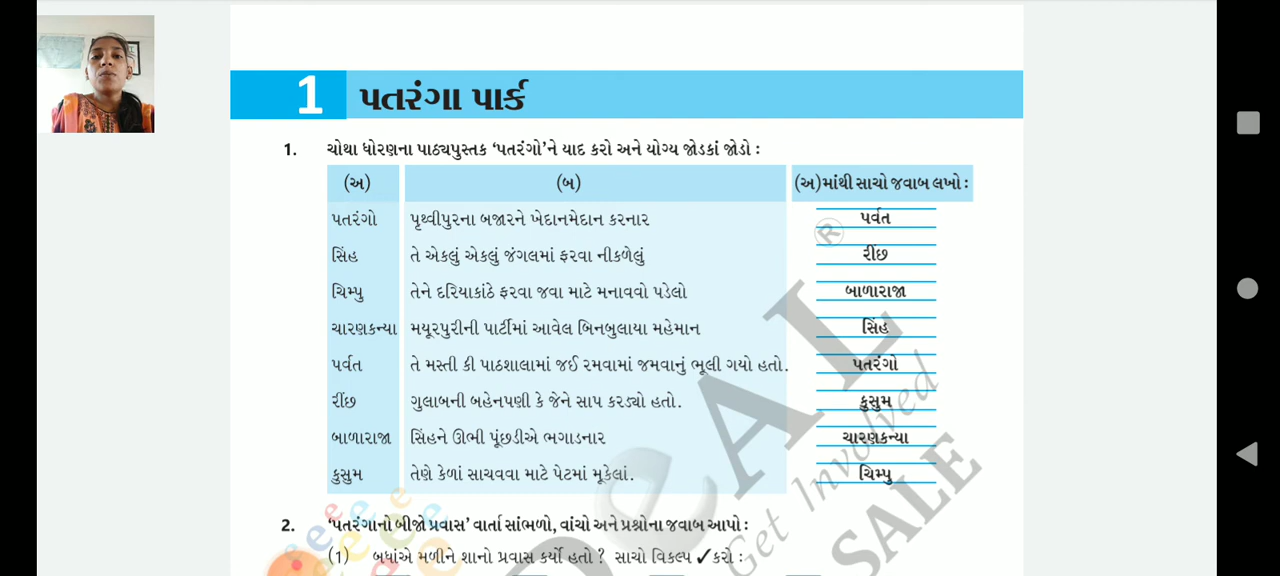 1 પતરંગા પાર્ક
1. ચોથા ધોરણના પાઠ્યપુસ્તક ‘પતરંગો’ને યાદ કરો અને યોગ્ય જોડકાં જોડો :
(અ) (બ) (અ)માંથી સાચો જવાબ લખો :
પતરંગો પૃથ્વીપુરના બજારને ખેદાનમેદાન કરનાર પર્વત
સિંહ તે એકલું એકલું જંગલમાં ફરવા નીકળેલું રીંછ
ચિમ્પુ તેને દરિયાકાંઠે ફરવા જવા માટે મનાવવો પડેલો બાળારાજા
ચારણકન્યા મયૂરપુરીની પાર્ટીમાં આવેલ બિનબુલાયા મહેમાન સિંહ
પર્વત તે મસ્તી કી પાઠશાલામાં જઈ રમવામાં જમવાનું ભૂલી ગયો હતો. પતરંગો
રીંછ ગુલાબની બહેનપણી કે જેને સાપ કરડ્યો હતો. કુસુમ
બાળારાજા સિંહને ઊભી પૂંછડીએ ભગાડનાર ચારણકન્યા
કુસુમ તેણે કેળાં સાચવવા માટે પેટમાં મૂકેલાં. ચિમ્પુ
2. ‘પતરંગાનો બીજો પ્રવાસ’ વાર્તા સાંભળો, વાંચો અને પ્રશ્નોના જવાબ આપો :
(1) બધાંએ મળીને શાનો પ્રવાસ કર્યો હતો ? સાચો વિકલ્પ ✓ કરો :
DeAL
®
Get Involved
SALE